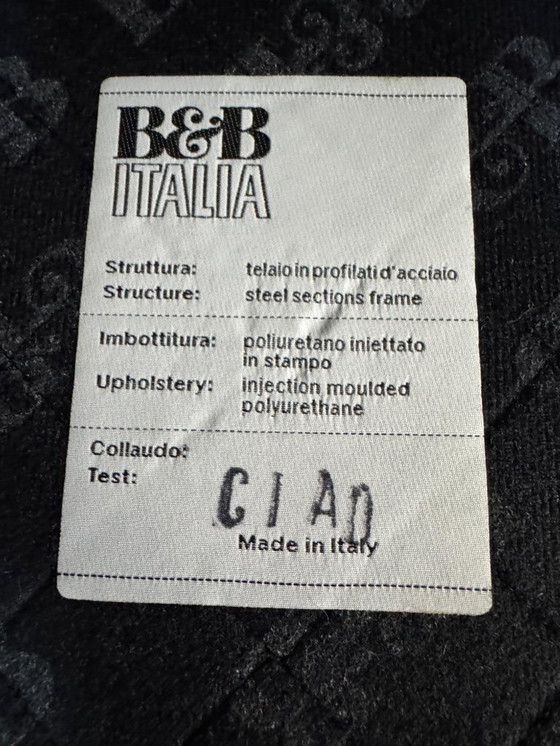 B&B
ITALIA
Struttura: telaio in profilati d'acciaio
Structure: steel sections frame
Imbottitura: poliuretano iniettato
in stampo
Upholstery: injection moulded
polyurethane
Collaudo:
Test:
Made in Italy